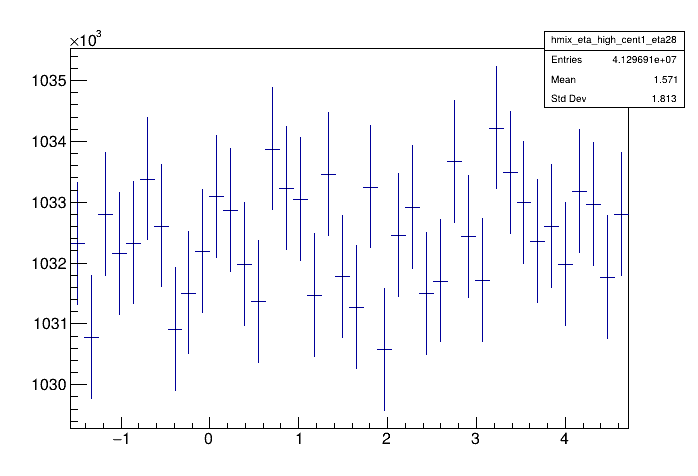 ×10³
hmix_eta_high_cent1_eta28
Entries 4.129691e+07
Mean 1.571
Std Dev 1.813
1035
1034
1033
1032
1031
1030
−1 0 1 2 3 4